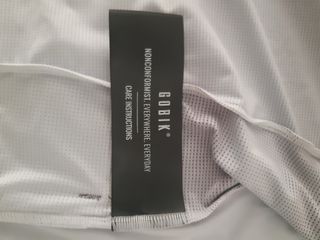 GOBIK®
NONCONFORMIST, EVERYWHERE, EVERYDAY
CARE INSTRUCTIONS